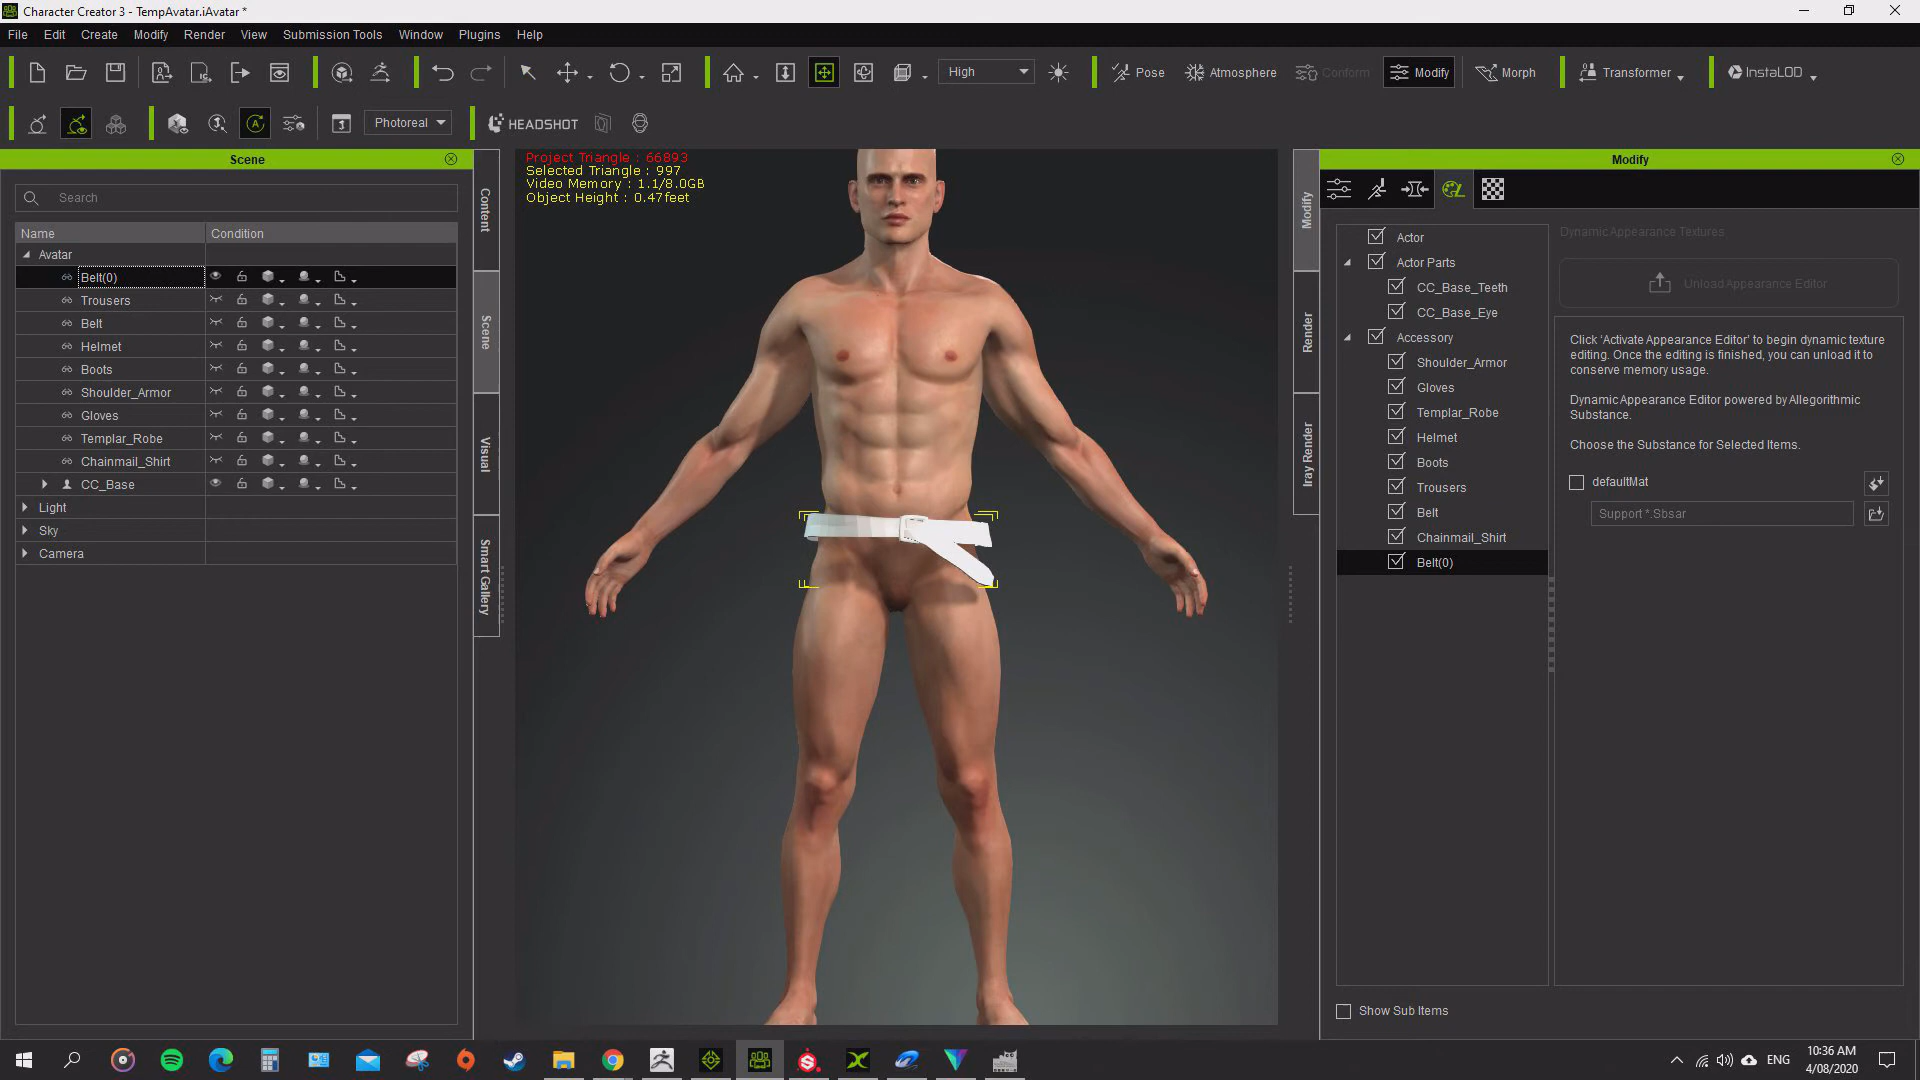 Character Creator 3 - TempAvatar.iAvatar *
File Edit Create Modify Render View Submission Tools Window Plugins Help
High Pose Atmosphere Conform Modify Morph Transformer InstaLOD
Photoreal HEADSHOT
Scene
Search
Name Condition
Avatar
Belt(0)
Trousers
Belt
Helmet
Boots
Shoulder_Armor
Gloves
Templar_Robe
Chainmail_Shirt
CC_Base
Light
Sky
Camera
Content
Scene
Visual
Smart Gallery
Project Triangle : 66893
Selected Triangle : 997
Video Memory : 1.1/8.0GB
Object Height : 0.47feet
Modify
Render
Iray Render
Modify
Actor
Actor Parts
CC_Base_Teeth
CC_Base_Eye
Accessory
Shoulder_Armor
Gloves
Templar_Robe
Helmet
Boots
Trousers
Belt
Chainmail_Shirt
Belt(0)
Show Sub Items
Dynamic Appearance Textures
Unload Appearance Editor
Click 'Activate Appearance Editor' to begin dynamic texture
editing. Once the editing is finished, you can unload it to
conserve memory usage.
Dynamic Appearance Editor powered by Allegorithmic
Substance.
Choose the Substance for Selected Items.
defaultMat
Support *.Sbsar
ENG
10:36 AM
4/08/2020